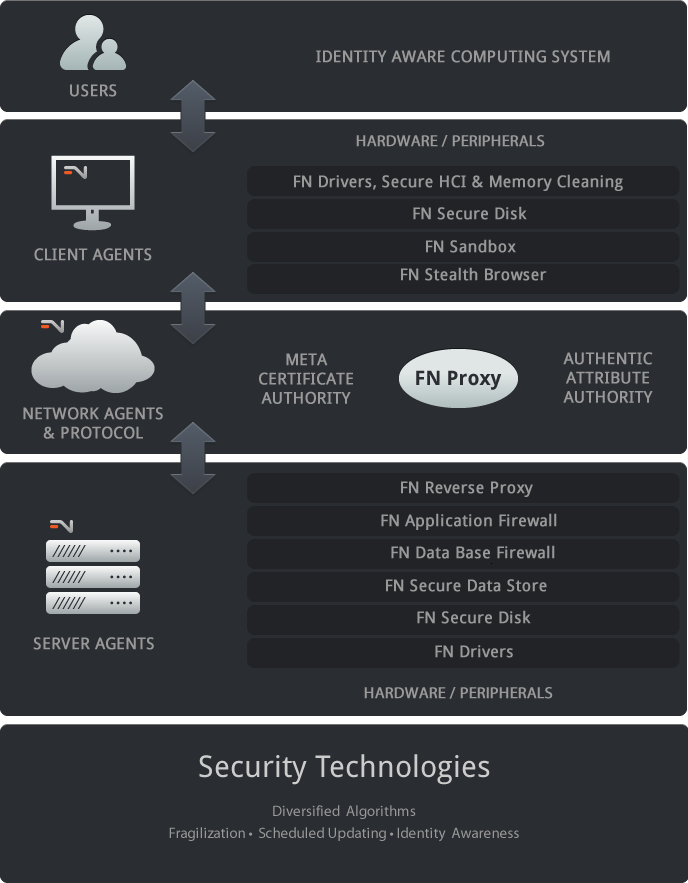 USERS
IDENTITY AWARE COMPUTING SYSTEM
HARDWARE / PERIPHERALS
FN Drivers, Secure HCI & Memory Cleaning
FN Secure Disk
FN Sandbox
FN Stealth Browser
CLIENT AGENTS
NETWORK AGENTS
& PROTOCOL
META
CERTIFICATE
AUTHORITY
FN Proxy
AUTHENTIC
ATTRIBUTE
AUTHORITY
FN Reverse Proxy
FN Application Firewall
FN Data Base Firewall
FN Secure Data Store
FN Secure Disk
FN Drivers
SERVER AGENTS
HARDWARE / PERIPHERALS
Security Technologies
Diversified Algorithms
Fragilization • Scheduled Updating • Identity Awareness